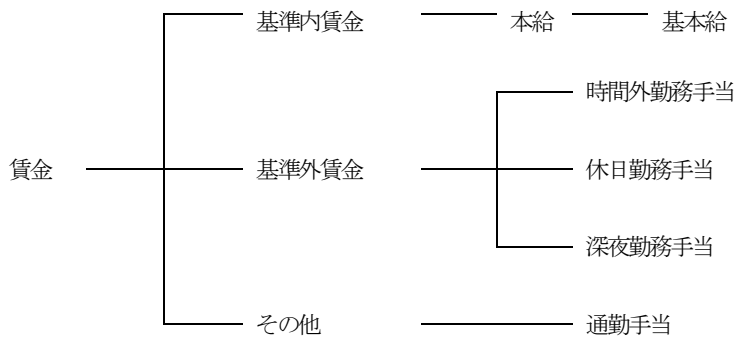 基準内賃金 本給 基本給
時間外勤務手当
賃金 基準外賃金 休日勤務手当
深夜勤務手当
その他 通勤手当